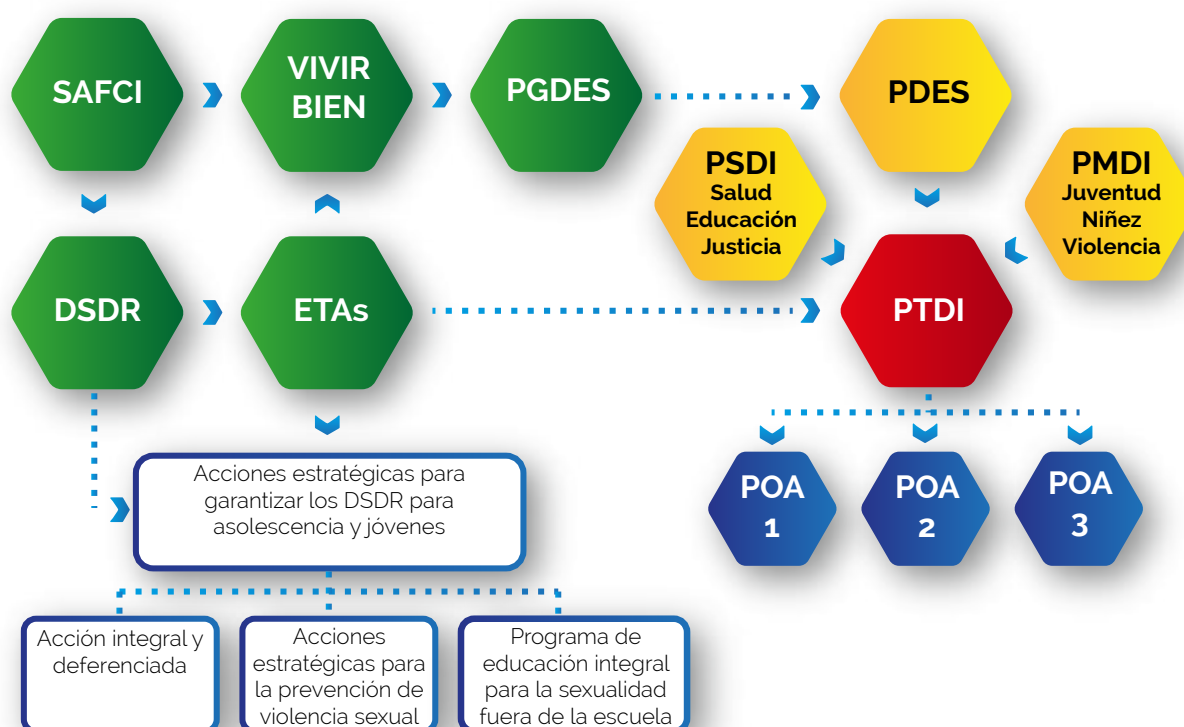 SAFCI
VIVIR
BIEN
PGDES
PDES
PSDI
Salud
Educación
Justicia
PMDI
Juventud
Niñez
Violencia
DSDR
ETAs
PTDI
Acciones estratégicas para
garantizar los DSDR para
asolescencia y jóvenes
POA
1
POA
2
POA
3
Acción integral y
deferenciada
Acciones
estratégicas para
la prevención de
violencia sexual
Programa de
educación integral
para la sexualidad
fuera de la escuela